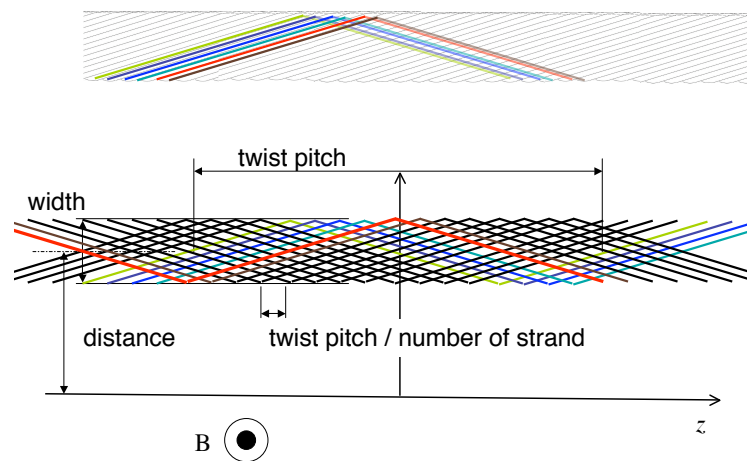 twist pitch
width
distance
twist pitch / number of strand
z
B